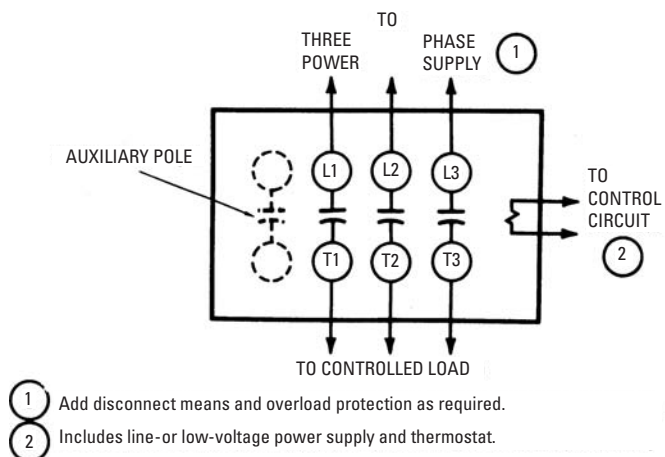 TO
THREE PHASE
POWER SUPPLY
1
AUXILIARY POLE
L1 L2 L3
TO
CONTROL
CIRCUIT
2
T1 T2 T3
TO CONTROLLED LOAD
1 Add disconnect means and overload protection as required.
2 Includes line-or low-voltage power supply and thermostat.